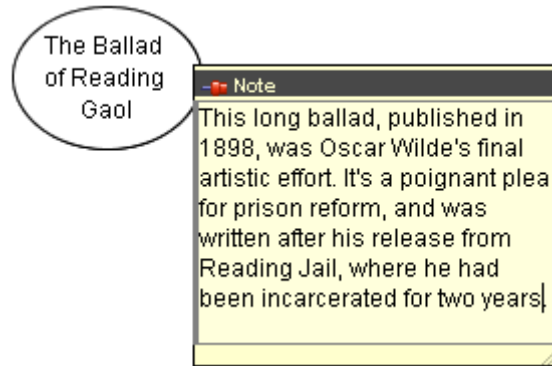 The Ballad
of Reading
Gaol
Note
This long ballad, published in
1898, was Oscar Wilde's final
artistic effort. It's a poignant plea
for prison reform, and was
written after his release from
Reading Jail, where he had
been incarcerated for two years.